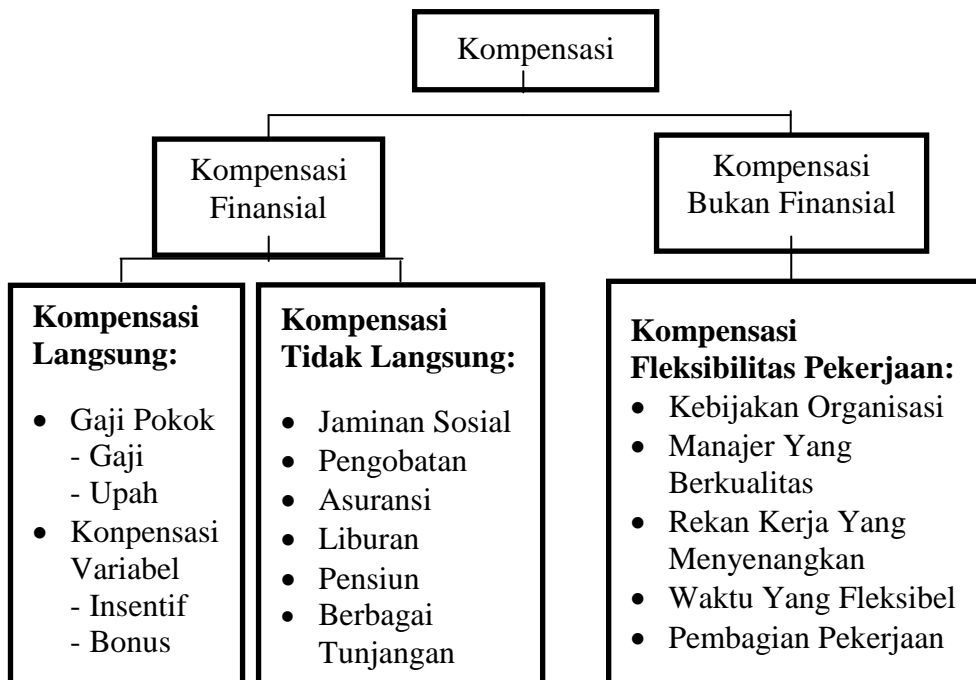 Kompensasi
Kompensasi
Finansial
Kompensasi
Bukan Finansial
Kompensasi
Langsung:
• Gaji Pokok
- Gaji
- Upah
• Konpensasi
Variabel
- Insentif
- Bonus
Kompensasi
Tidak Langsung:
• Jaminan Sosial
• Pengobatan
• Asuransi
• Liburan
• Pensiun
• Berbagai
Tunjangan
Kompensasi
Fleksibilitas Pekerjaan:
• Kebijakan Organisasi
• Manajer Yang
Berkualitas
• Rekan Kerja Yang
Menyenangkan
• Waktu Yang Fleksibel
• Pembagian Pekerjaan